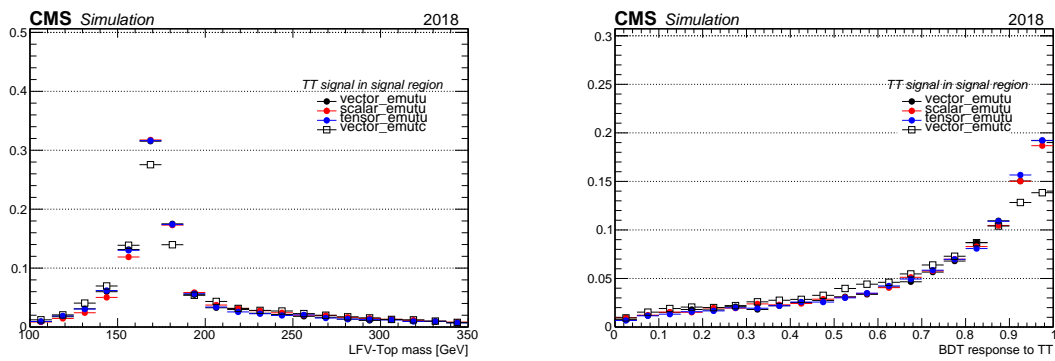 CMS Simulation 2018
0.5
0.4
0.3
0.2
0.1
0
100 150 200 250 300 350
LFV-Top mass [GeV]
TT signal in signal region
vector_emutu
scalar_emutu
tensor_emutu
vector_emutc
CMS Simulation 2018
0.3
0.25
0.2
0.15
0.1
0.05
0
0 0.1 0.2 0.3 0.4 0.5 0.6 0.7 0.8 0.9 1
BDT response to TT
TT signal in signal region
vector_emutu
scalar_emutu
tensor_emutu
vector_emutc